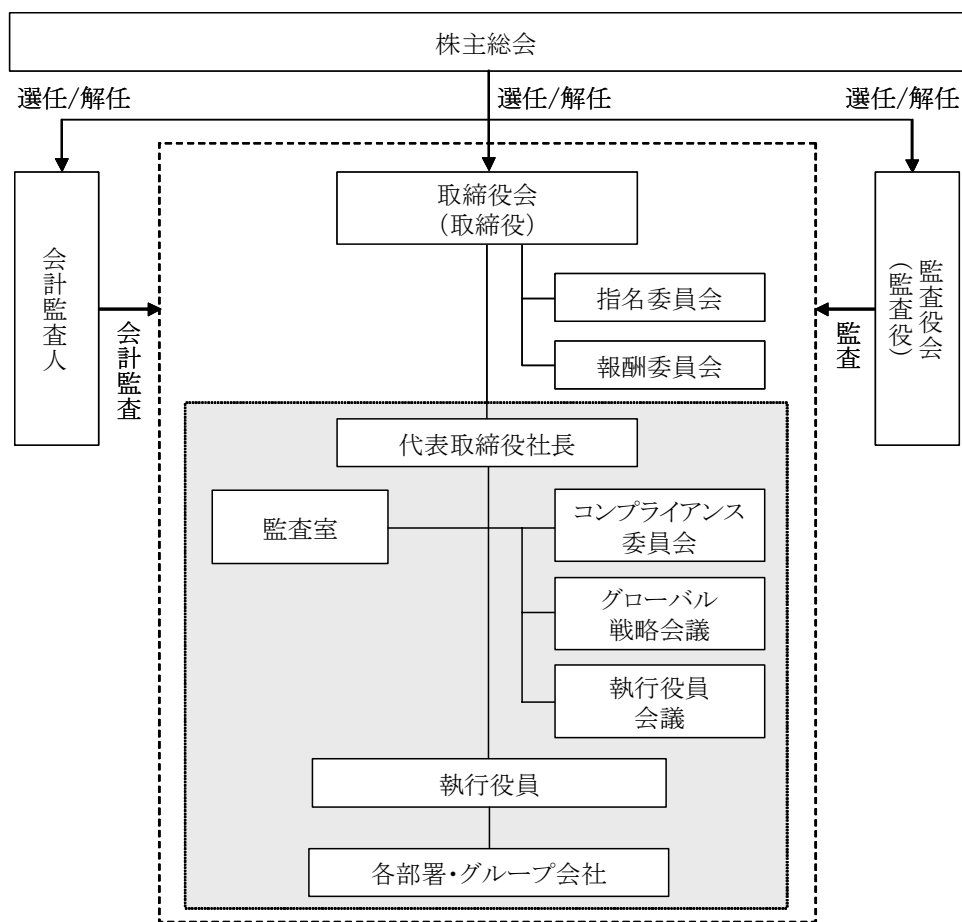 株主総会
選任/解任
選任/解任
選任/解任
取締役会
（取締役）
会計監査人
会計監査
指名委員会
報酬委員会
監査
監査役会
（監査役）
代表取締役社長
監査室
コンプライアンス
委員会
グローバル
戦略会議
執行役員
会議
執行役員
各部署・グループ会社